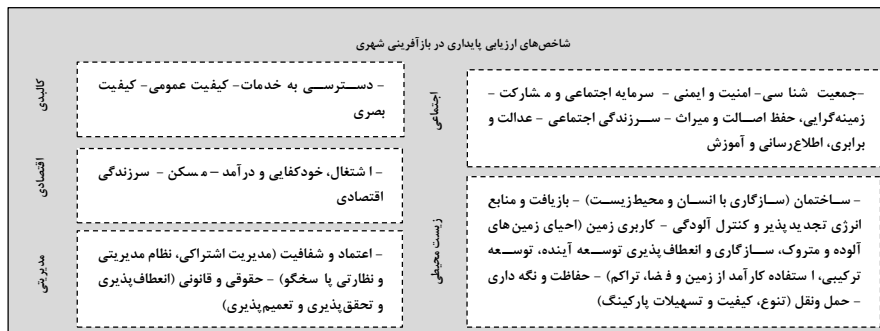 شاخص‌های ارزیابی پایداری در بازآفرینی شهری
اجتماعی
-جمعیت شناسی- امنیت و ایمنی - سرمایه اجتماعی و مشارکت -
زمینه‌گرایی، حفظ اصالت و میراث - سرزندگی اجتماعی - عدالت و
برابری، اطلاع‌رسانی و آموزش
زیست محیطی
- ساختمان (سازگاری با انسان و محیط‌زیست) - بازیافت و منابع
انرژی تجدیدپذیر و کنترل آلودگی - کاربری زمین (احیای زمین‌های
آلوده و متروک، سازگاری و انعطاف‌پذیری توسعه آینده، توسعه
ترکیبی، استفاده کارآمد از زمین و فضا، تراکم) - حفاظت و نگه داری
- حمل ونقل (تنوع، کیفیت و تسهیلات پارکینگ)
کالبدی
- دسترسی به خدمات- کیفیت عمومی- کیفیت
بصری
اقتصادی
- اشتغال، خودکفایی و درآمد – مسکن - سرزندگی
اقتصادی
مدیریتی
- اعتماد و شفافیت (مدیریت اشتراکی، نظام مدیریتی
و نظارتی پاسخگو) - حقوقی و قانونی (انعطاف‌پذیری و
تحقق‌پذیری و تعمیم‌پذیری)